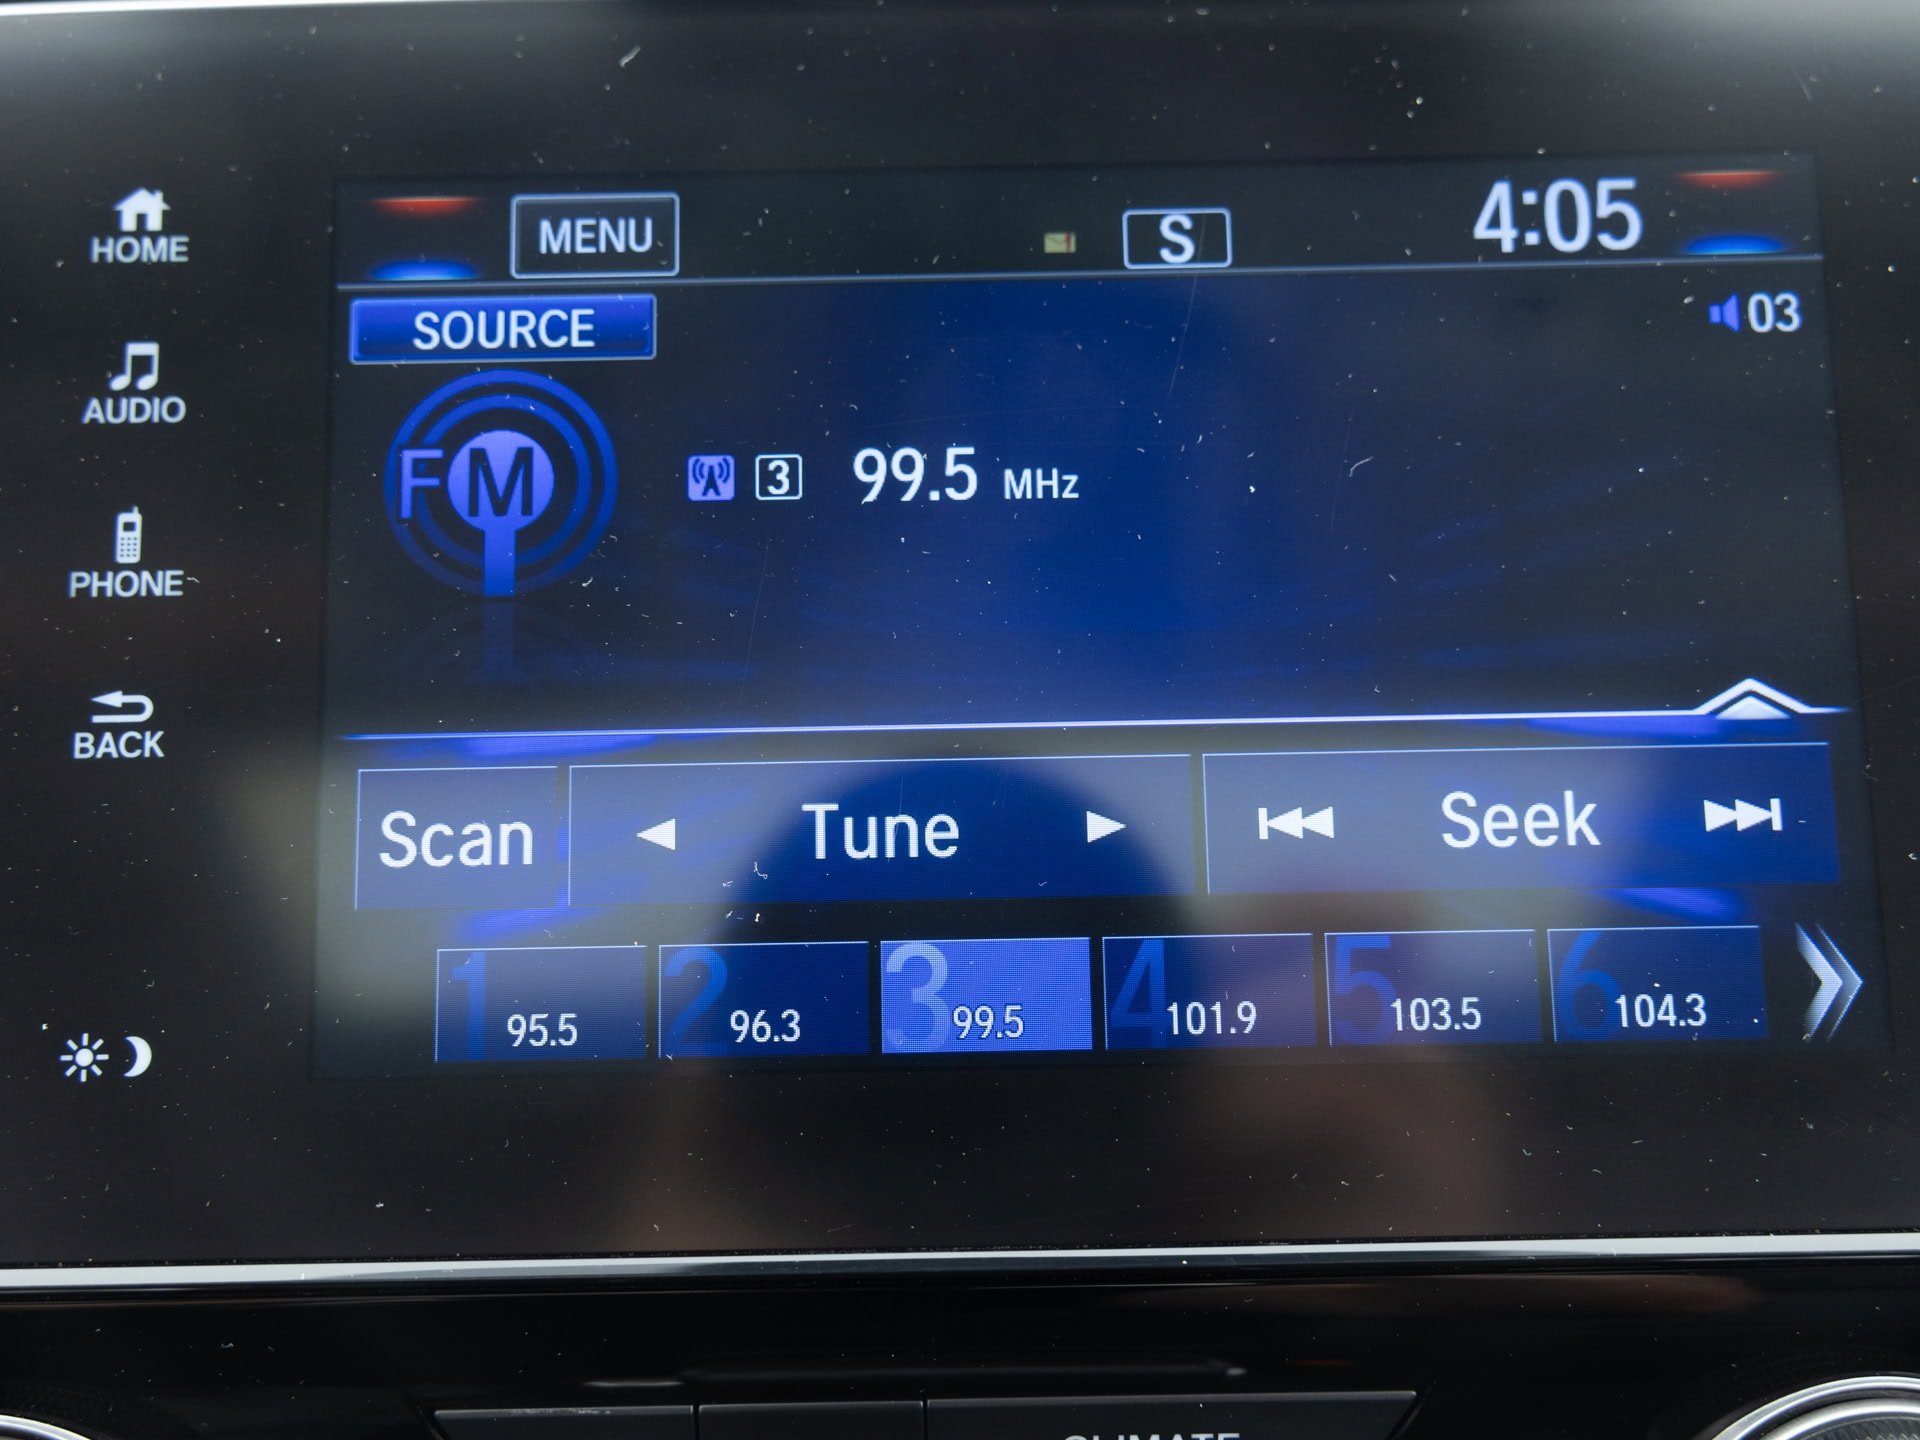 MENU S 4:05
HOME
SOURCE 03
AUDIO
FM 3 99.5 MHz
PHONE
BACK
Scan Tune Seek
1 95.5 2 96.3 3 99.5 4 101.9 5 103.5 6 104.3
CLIMATE